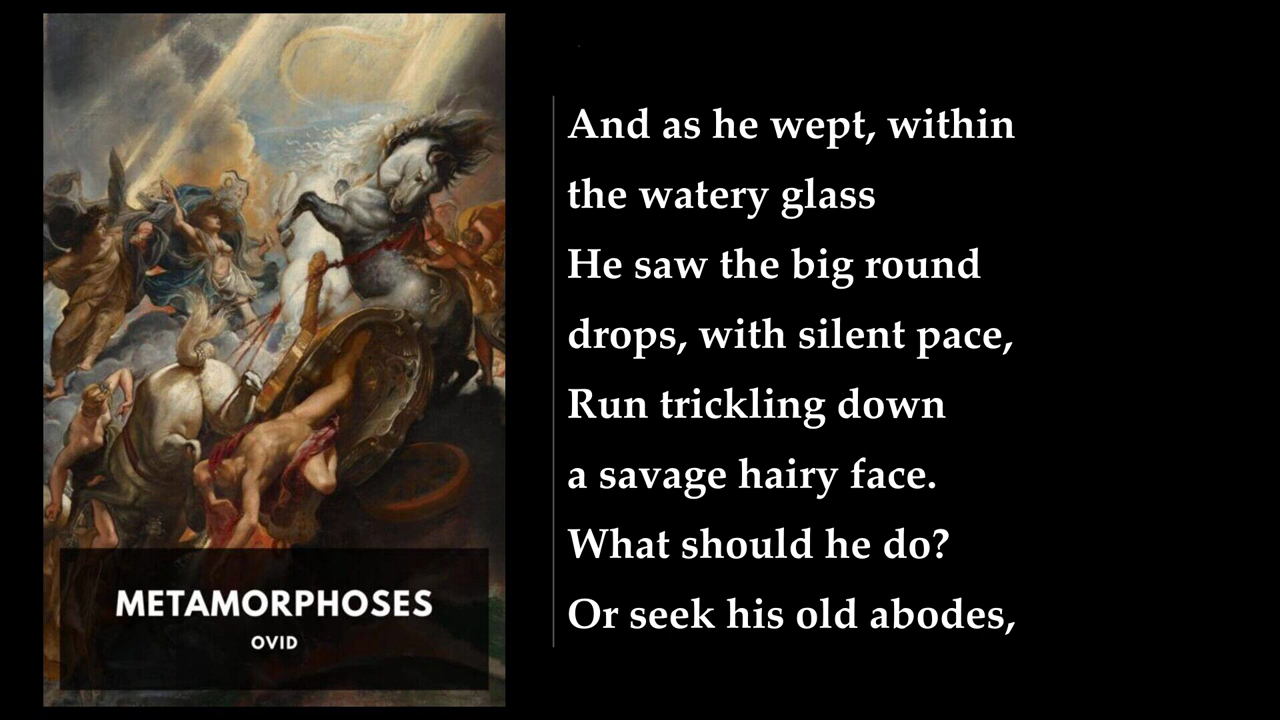 METAMORPHOSES
OVID
And as he wept, within
the watery glass
He saw the big round
drops, with silent pace,
Run trickling down
a savage hairy face.
What should he do?
Or seek his old abodes,